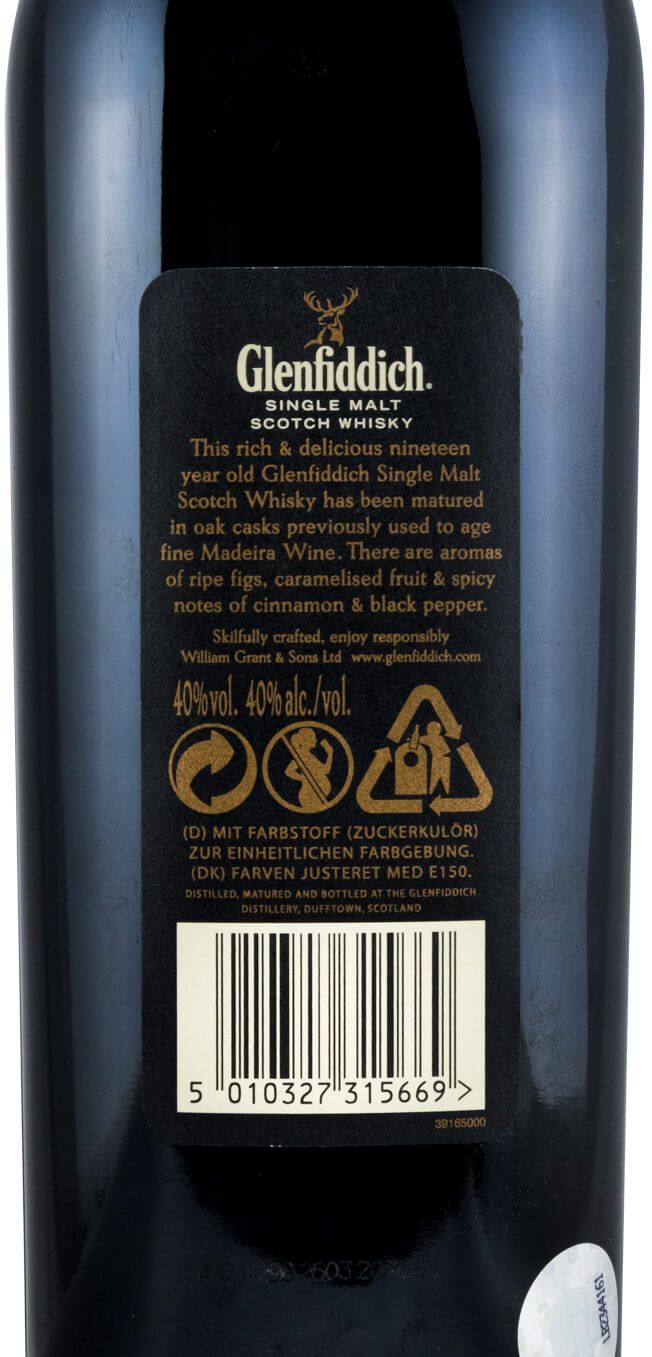 Glenfiddich.
SINGLE MALT
SCOTCH WHISKY
This rich & delicious nineteen
year old Glenfiddich Single Malt
Scotch Whisky has been matured
in oak casks previously used to age
fine Madeira Wine. There are aromas
of ripe figs, caramelised fruit & spicy
notes of cinnamon & black pepper.
Skilfully crafted, enjoy responsibly
William Grant & Sons Ltd www.glenfiddich.com
40%vol. 40%alc./vol.
(D) MIT FARBSTOFF (ZUCKERKULÖR)
ZUR EINHEITLICHEN FARBGEBUNG.
(DK) FARVEN JUSTERET MED E150.
DISTILLED, MATURED AND BOTTLED AT THE GLENFIDDICH
DISTILLERY, DUFFTOWN, SCOTLAND
5 010327 315669 >
39165000
LB2344161